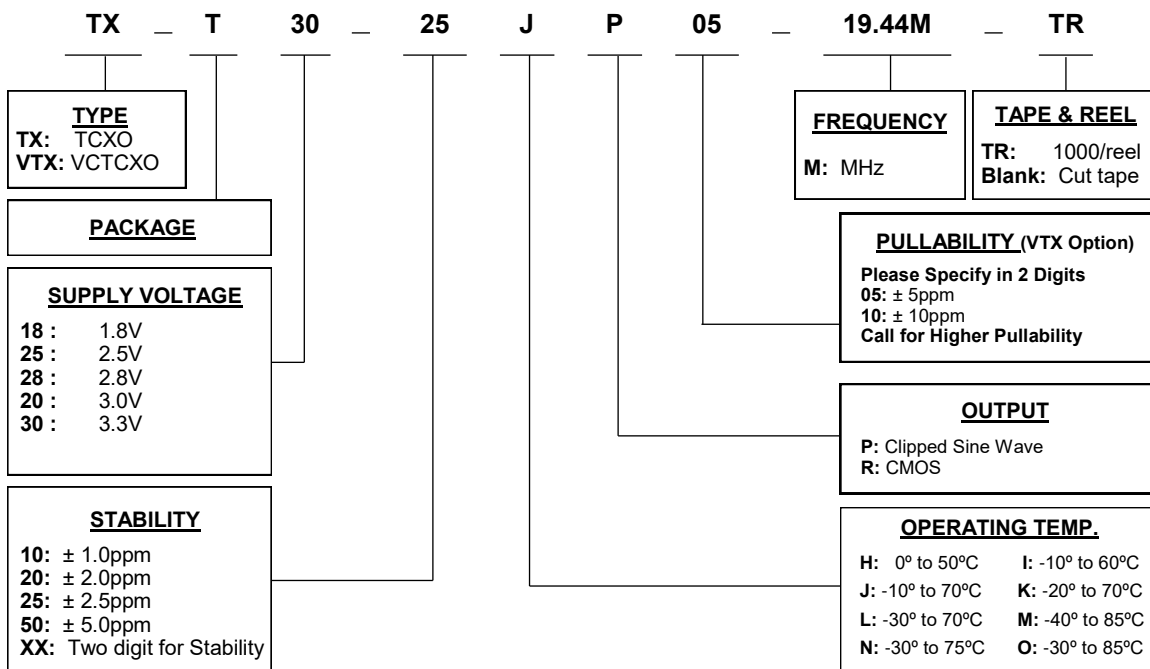 TX _ T 30 _ 25 J P 05 _ 19.44M _ TR
TYPE
TX: TCXO
VTX: VCTCXO
PACKAGE
SUPPLY VOLTAGE
18 : 1.8V
25 : 2.5V
28 : 2.8V
20 : 3.0V
30 : 3.3V
STABILITY
10: ± 1.0ppm
20: ± 2.0ppm
25: ± 2.5ppm
50: ± 5.0ppm
XX: Two digit for Stability
FREQUENCY
M: MHz
TAPE & REEL
TR: 1000/reel
Blank: Cut tape
PULLABILITY (VTX Option)
Please Specify in 2 Digits
05: ± 5ppm
10: ± 10ppm
Call for Higher Pullability
OUTPUT
P: Clipped Sine Wave
R: CMOS
OPERATING TEMP.
H: 0º to 50ºC I: -10º to 60ºC
J: -10º to 70ºC K: -20º to 70ºC
L: -30º to 70ºC M: -40º to 85ºC
N: -30º to 75ºC O: -30º to 85ºC